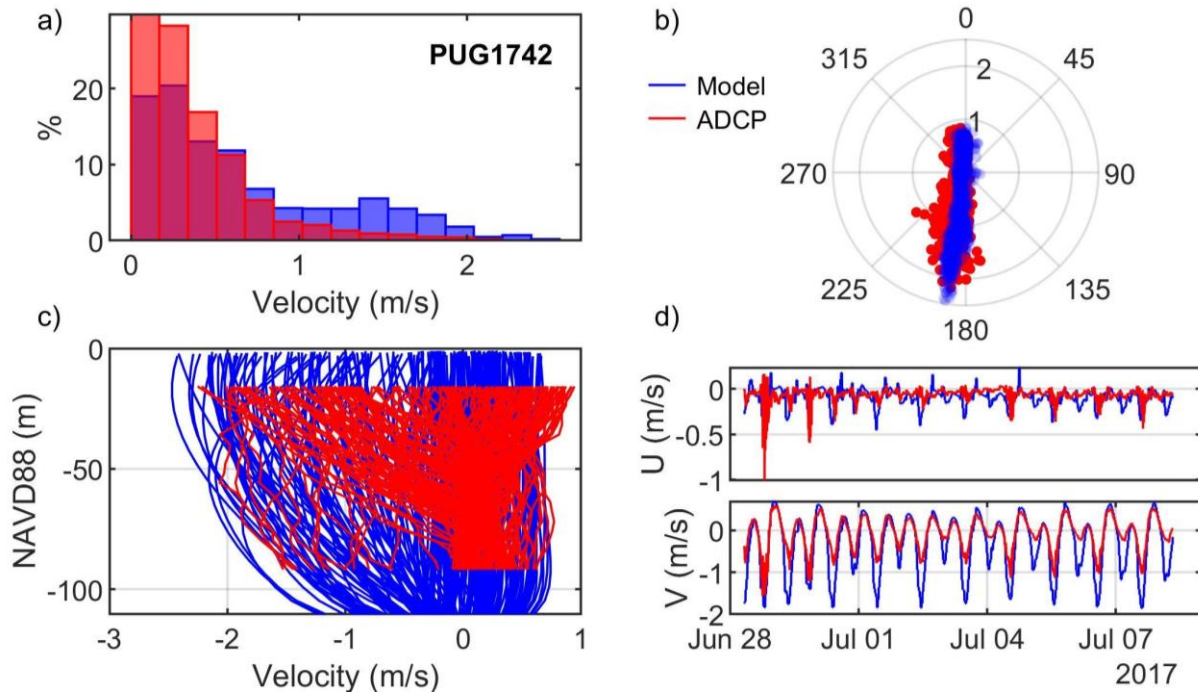 a)
PUG1742
%
20
10
0
0 1 2
Velocity (m/s)
b)
Model
ADCP
0
45
90
135
180
225
270
315
1
2
c)
NAVD88 (m)
0
-50
-100
-3 -2 -1 0 1
Velocity (m/s)
d)
U (m/s)
0
-0.5
-1
V (m/s)
0
-1
-2
Jun 28 Jul 01 Jul 04 Jul 07
2017